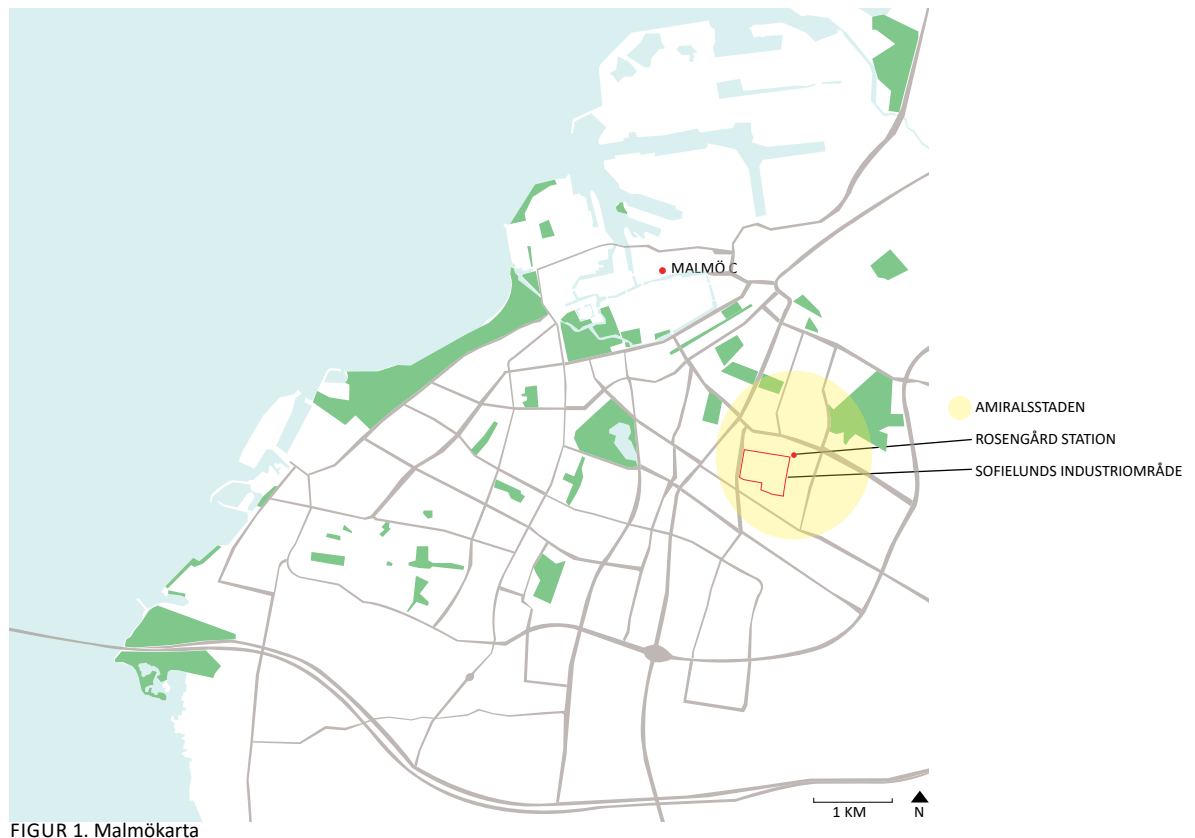 MALMÖ C
AMIRALSSTADEN
ROSENGÅRD STATION
SOFIELUNDS INDUSTRIOMRÅDE
1 KM
N
FIGUR 1. Malmökarta